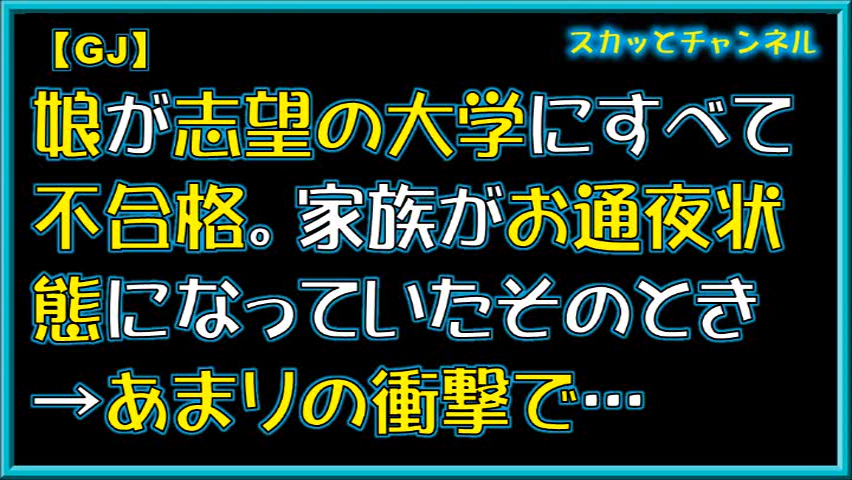 【GJ】
スカッとチャンネル
娘が志望の大学にすべて
不合格。家族がお通夜状
態になっていたそのとき
→あまりの衝撃で…